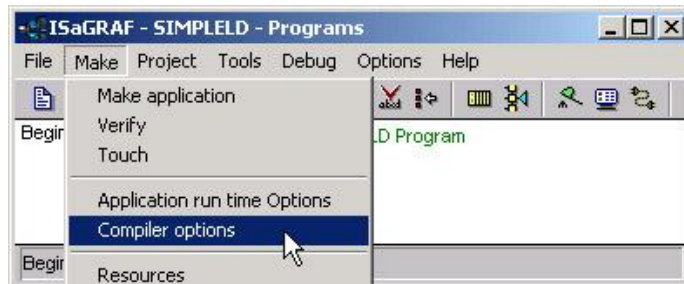 ISaGRAF - SIMPLELD - Programs
File Make Project Tools Debug Options Help
Make application
Begin
Verify
LD Program
Touch
Application run time Options
Compiler options
Begin
Resources